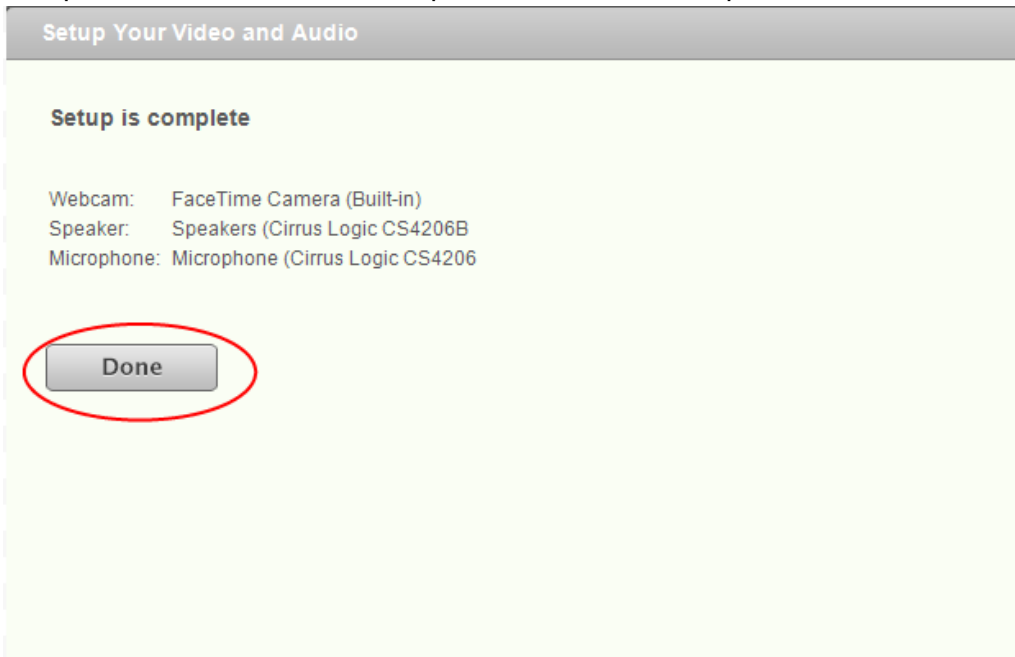 Setup Your Video and Audio
Setup is complete
Webcam: FaceTime Camera (Built-in)
Speaker: Speakers (Cirrus Logic CS4206B
Microphone: Microphone (Cirrus Logic CS4206
Done